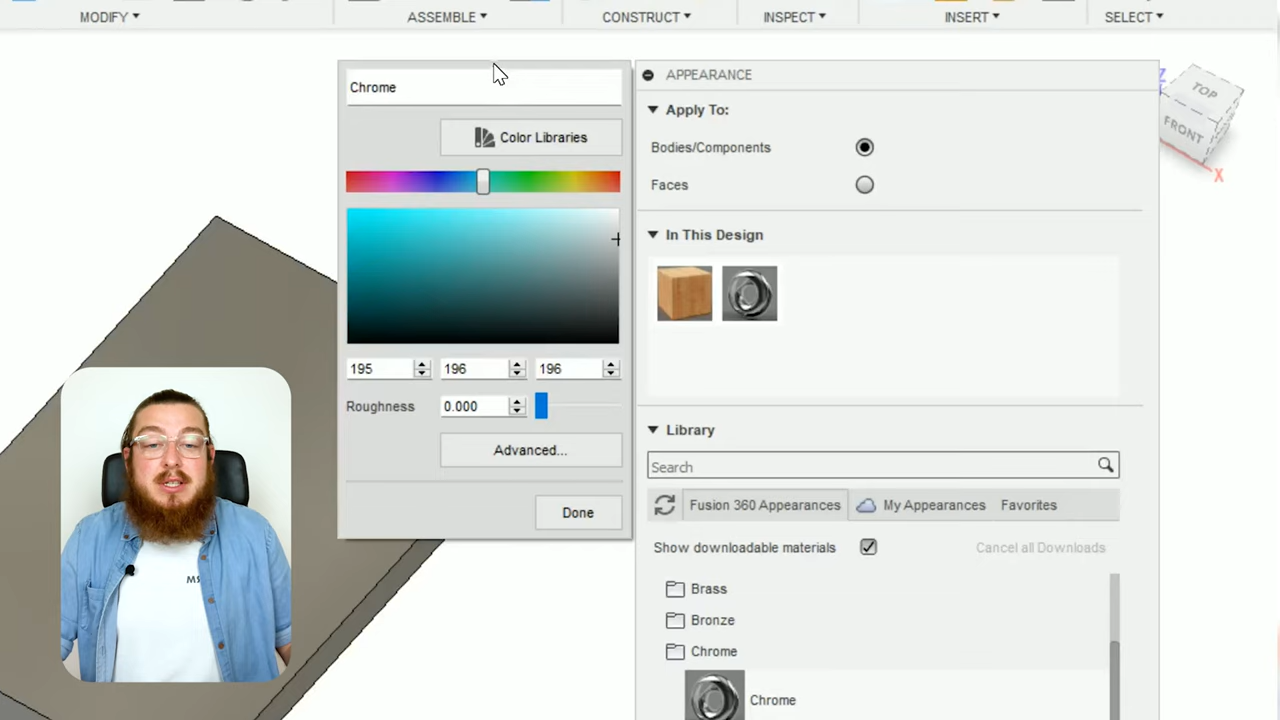 MODIFY ASSEMBLE CONSTRUCT INSPECT INSERT SELECT
Chrome
Color Libraries
195 196 196
Roughness 0.000
Advanced...
Done
APPEARANCE
Apply To:
Bodies/Components
Faces
In This Design
Library
Search
Fusion 360 Appearances My Appearances Favorites
Show downloadable materials Cancel all Downloads
Brass
Bronze
Chrome
Chrome
TOP
FRONT
Z
X
MS